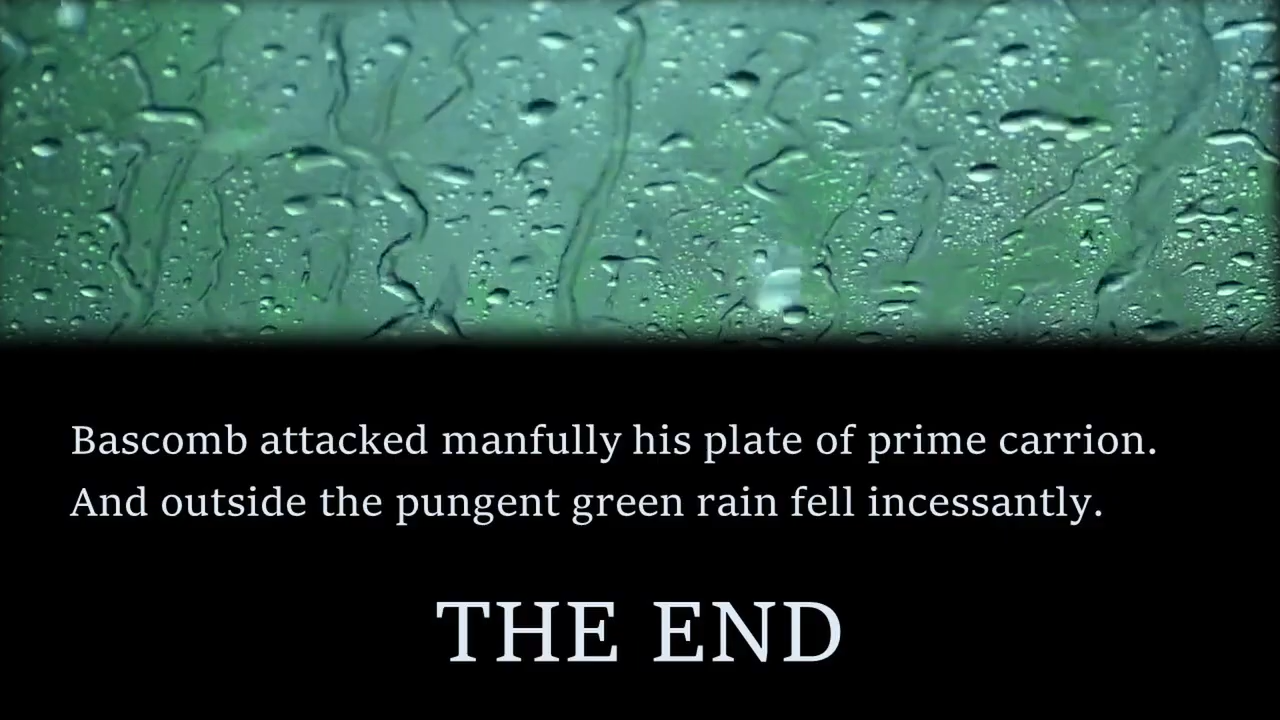 Bascomb attacked manfully his plate of prime carrion.
And outside the pungent green rain fell incessantly.
THE END